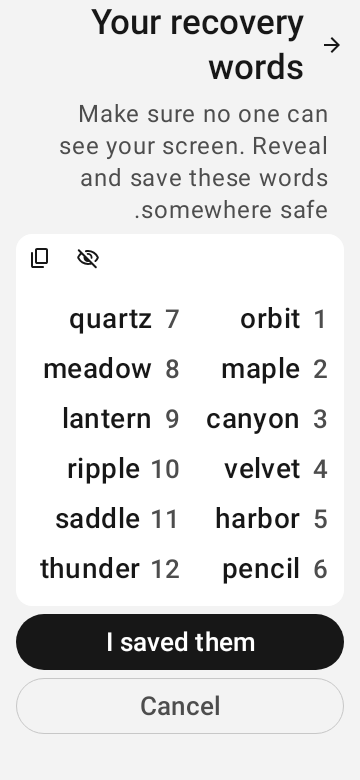 Your recovery
words
Make sure no one can
see your screen. Reveal
and save these words
.somewhere safe
1 orbit
2 maple
3 canyon
4 velvet
5 harbor
6 pencil
7 quartz
8 meadow
9 lantern
10 ripple
11 saddle
12 thunder
I saved them
Cancel